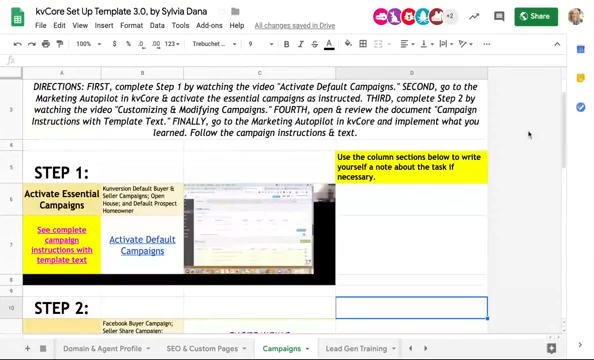 kvCore Set Up Template 3.0, by Sylvia Dana
File Edit View Insert Format Data Tools Add-ons Help All changes saved in Drive
+2
Share
100% $ % .0 .00 123 Trebuchet ... 9 B I S A
fx
A B C D
DIRECTIONS: FIRST, complete Step 1 by watching the video "Activate Default
Campaigns." SECOND, go to the
Marketing Autopilot in kvCore & activate the essential campaigns as instructed. THIRD, complete Step 2 by
watching the video "Customizing & Modifying Campaigns." FOURTH, open & review the document "Campaign
Instructions with Template Text." FINALLY, go to the Marketing Autopilot in kvCore and implement what you
learned. Follow the campaign instructions & text.
5
STEP 1:
Use the column sections below to write
yourself a note about the task if
necessary.
6
Activate Essential
Campaigns
Kunversion Default Buyer &
Seller Campaigns; Open
House; and Default Prospect
Homeowner
7
See complete
campaign
instructions with
template text
Activate Default
Campaigns
8
9
10
STEP 2:
Facebook Buyer Campaign;
Seller Share Campaign;
Domain & Agent Profile SEO & Custom Pages Campaigns Lead Gen Training